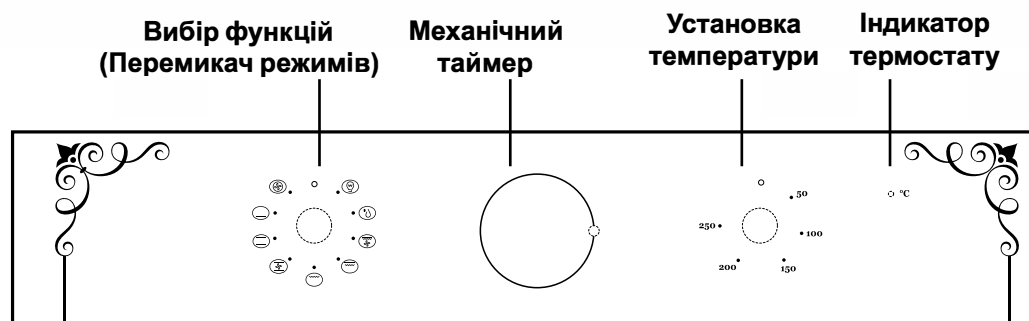 Вибір функцій
(Перемикач режимів)
Механічний
таймер
Установка
температури
Індикатор
термостату
50
100
150
200
250
°C